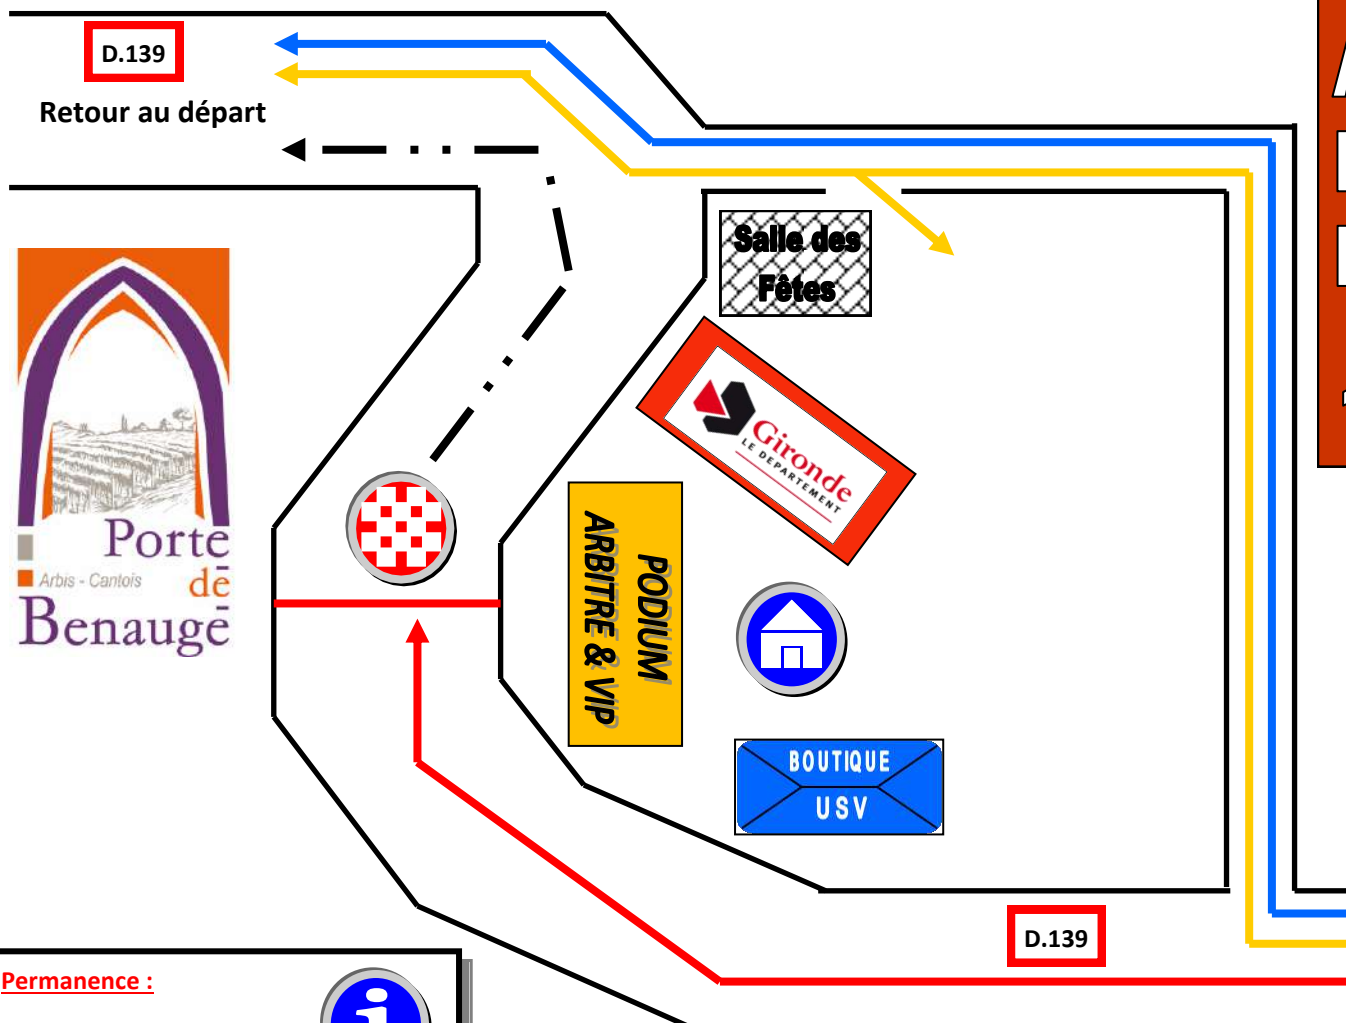 D.139
Retour au départ
Salle des
Fêtes
Gironde
LE DEPARTEMENT
PODIUM
ARBITRE & VIP
Porte
Arbis - Cantois
de
Benauge
BOUTIQUE
USV
D.139
Permanence :
i